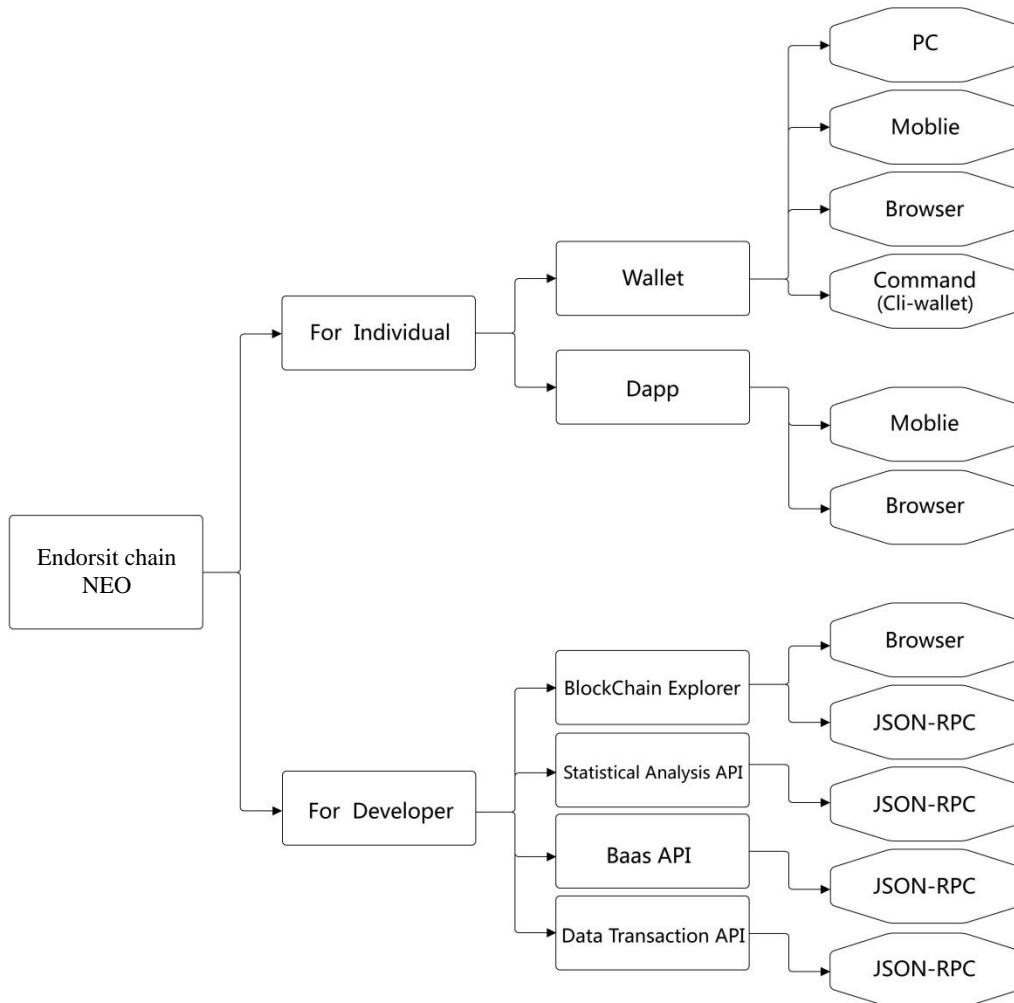 PC
Moblie
Browser
Wallet
Command
(Cli-wallet)
For Individual
Dapp
Moblie
Browser
Endorsit chain
NEO
Browser
BlockChain Explorer
JSON-RPC
Statistical Analysis API
JSON-RPC
For Developer
Baas API
JSON-RPC
Data Transaction API
JSON-RPC